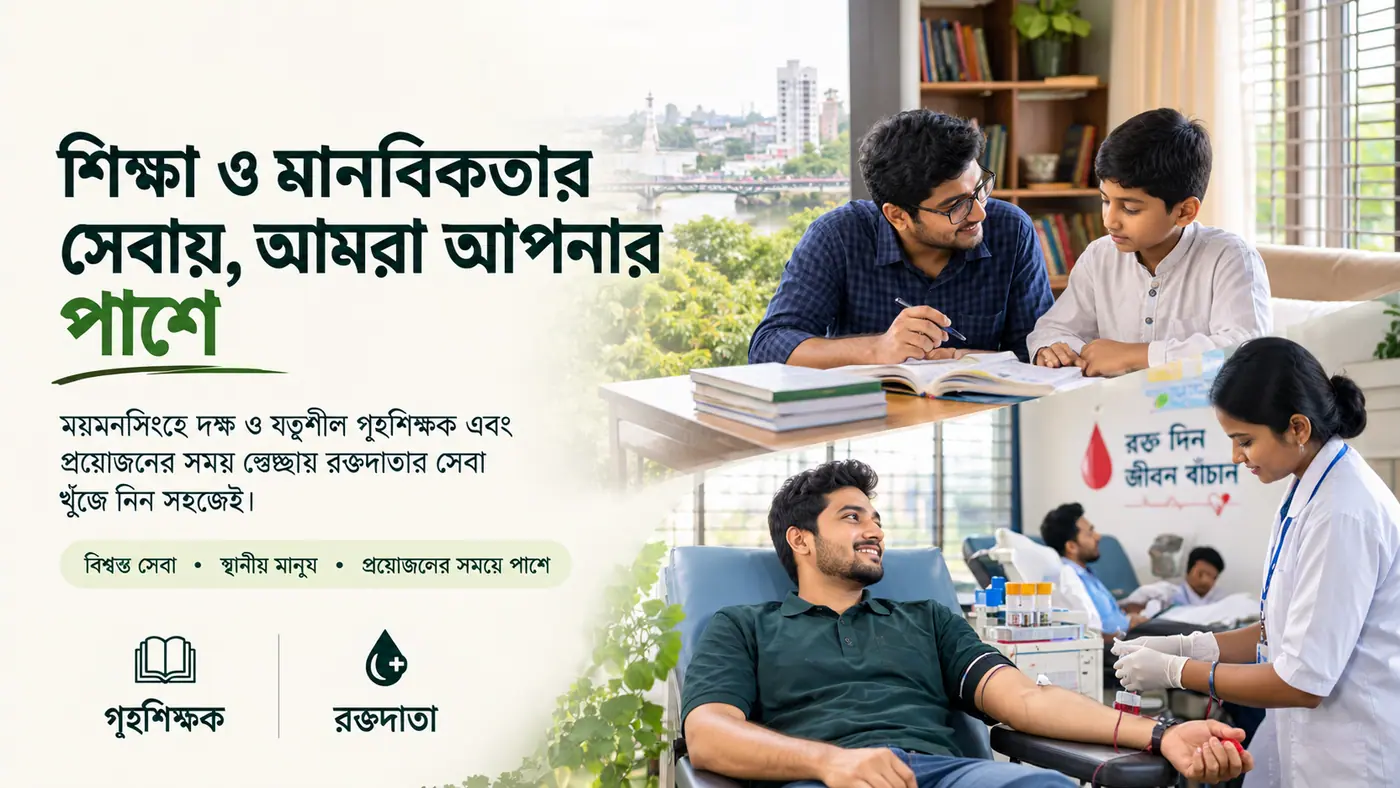 শিক্ষা ও মানবিকতার
সেবায়, আমরা আপনার
পাশে
ময়মনসিংহে দক্ষ ও যত্নশীল গৃহশিক্ষক এবং
প্রয়োজনের সময় রক্তদাতার সেবা
খুঁজে নিন সহজেই।
বিশ্বস্ত সেবা • স্থানীয় মানুষ • প্রয়োজনের সময়ে পাশে
গৃহশিক্ষক
রক্তদাতা
রক্ত দিন
জীবন বাঁচান